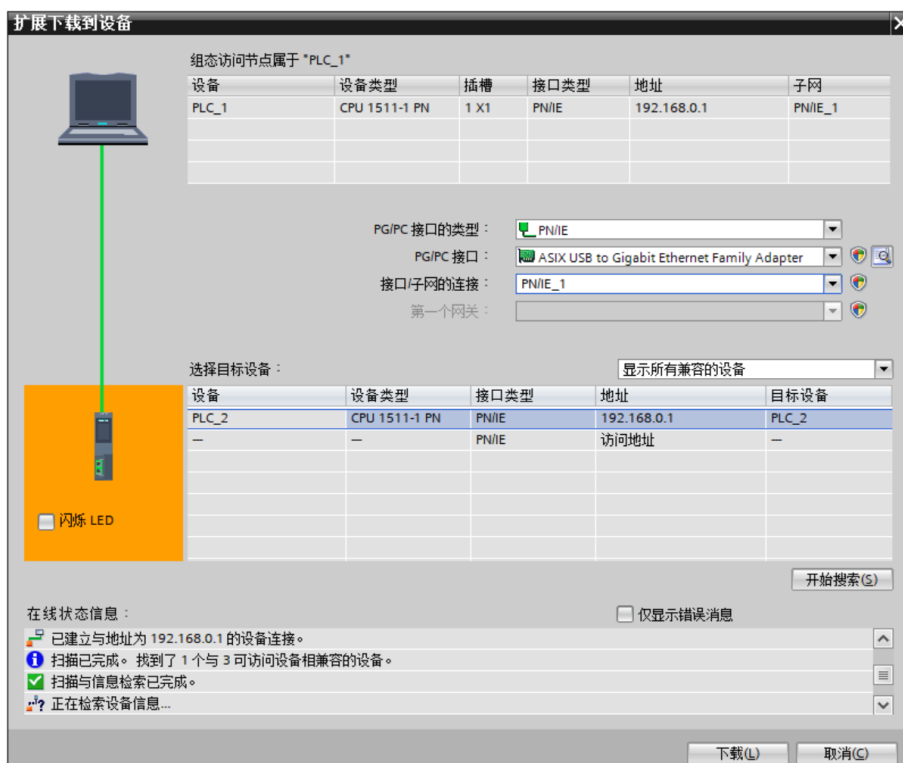 扩展下载到设备
组态访问节点属于 "PLC_1"
设备 设备类型 插槽 接口类型 地址 子网
PLC_1 CPU 1511-1 PN 1 X1 PN/IE 192.168.0.1 PN/IE_1
PG/PC 接口的类型： PN/IE
PG/PC 接口： ASIX USB to Gigabit Ethernet Family Adapter
接口/子网的连接： PN/IE_1
第一个网关：
选择目标设备： 显示所有兼容的设备
设备 设备类型 接口类型 地址 目标设备
PLC_2 CPU 1511-1 PN PN/IE 192.168.0.1 PLC_2
— — PN/IE 访问地址 —
闪烁 LED
开始搜索(S)
在线状态信息： 仅显示错误消息
已建立与地址为 192.168.0.1 的设备连接。
扫描已完成。找到了 1 个与 3 可访问设备相兼容的设备。
扫描与信息检索已完成。
正在检索设备信息...
下载(L) 取消(C)